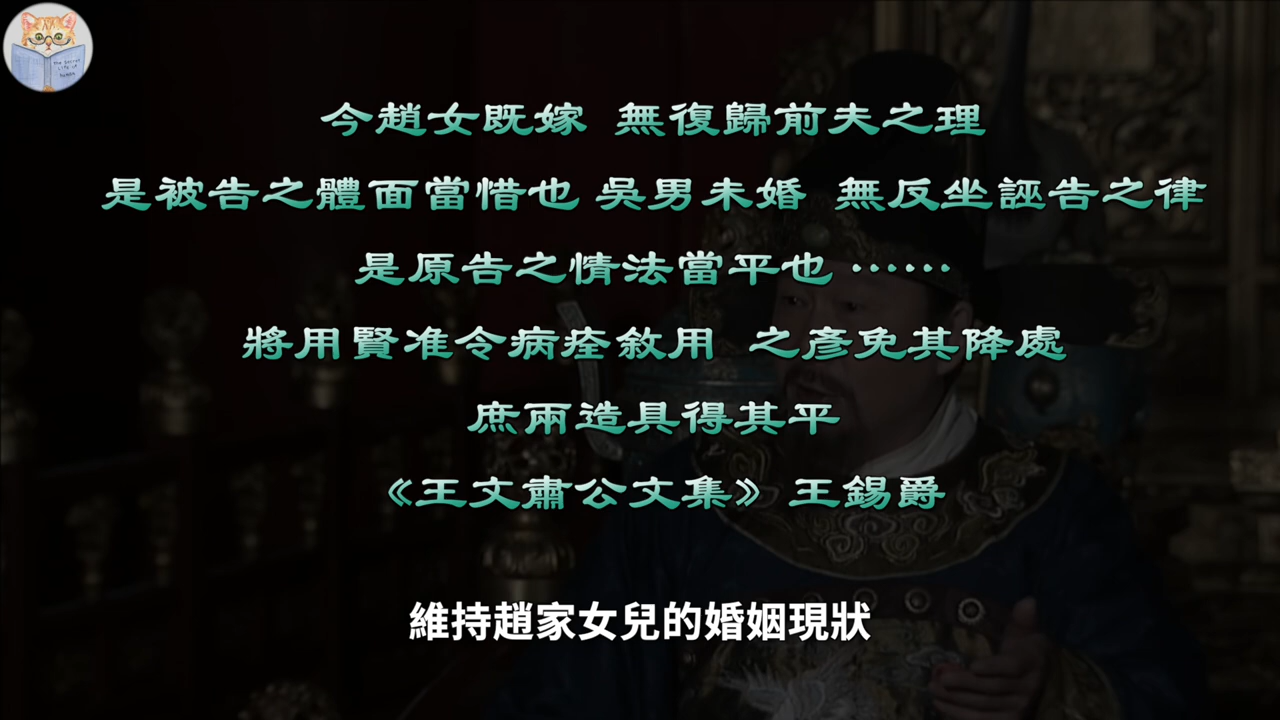 the Secret
Life of
今趙女既嫁 無復歸前夫之理
是被告之體面當惜也 吳男未婚 無反坐誣告之律
是原告之情法當平也 ……
將用賢准令病痊敘用 之彥免其降處
庶兩造具得其平
《王文肅公文集》 王錫爵
維持趙家女兒的婚姻現狀